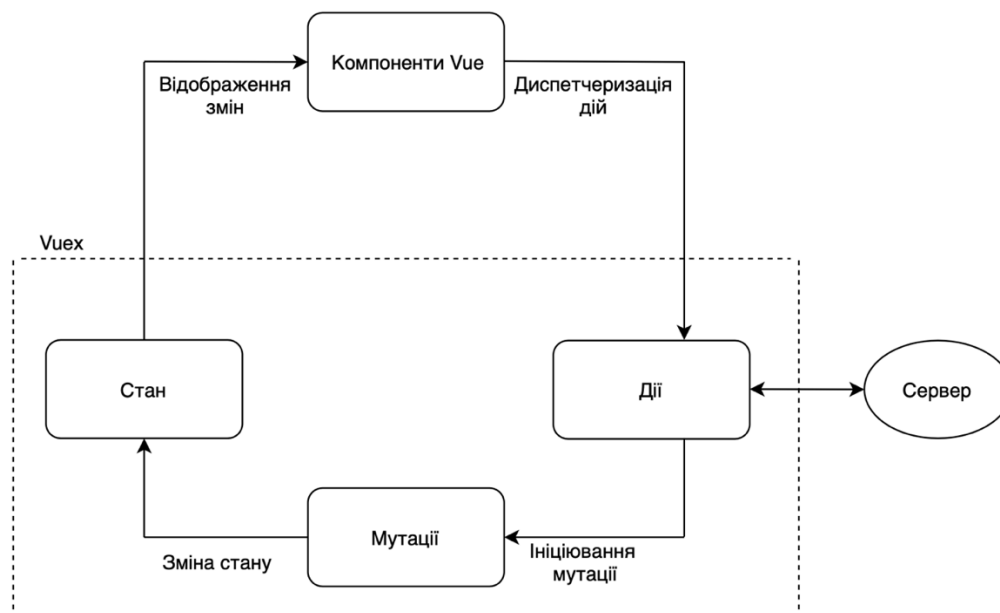 Компоненти Vue
Відображення
змін
Диспетчеризація
дій
Vuex
Стан
Дії
Сервер
Мутації
Зміна стану
Ініціювання
мутації